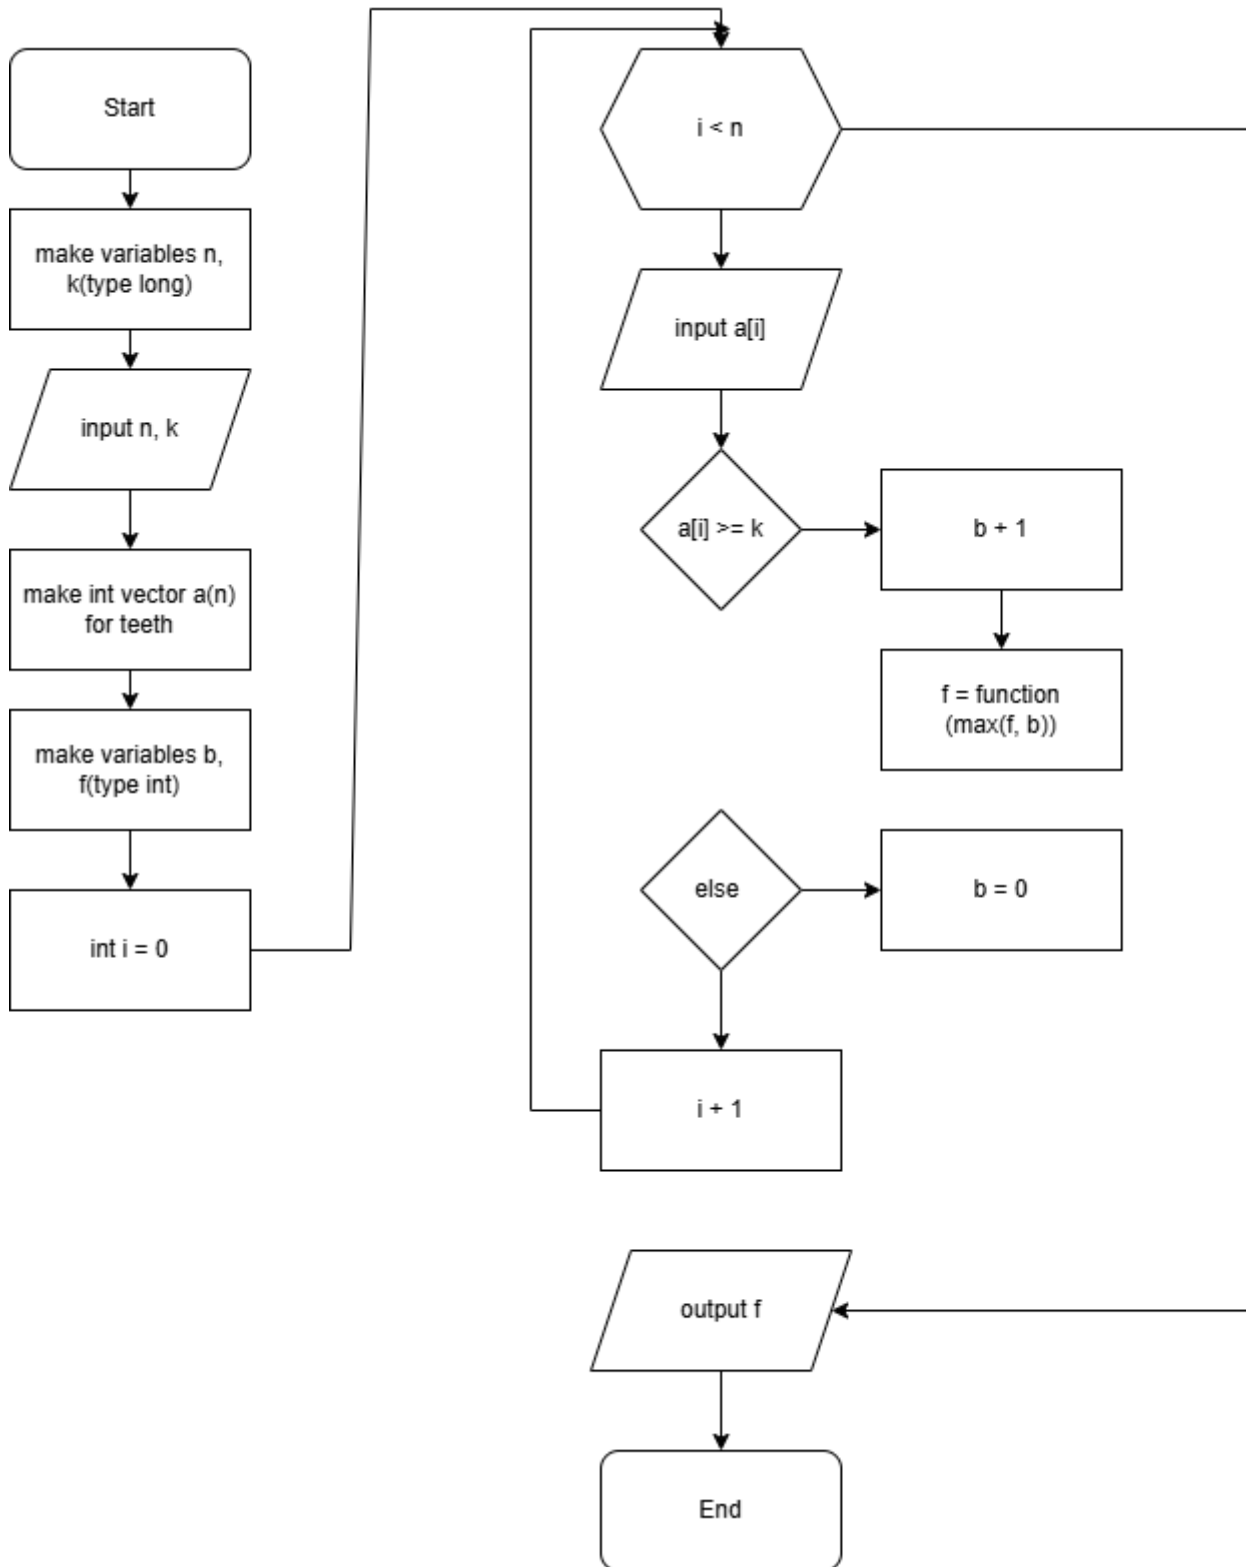 Start
make variables n,
k(type long)
input n, k
make int vector a(n)
for teeth
make variables b,
f(type int)
int i = 0
i < n
input a[i]
a[i] >= k
b + 1
f = function
(max(f, b))
else
b = 0
i + 1
output f
End